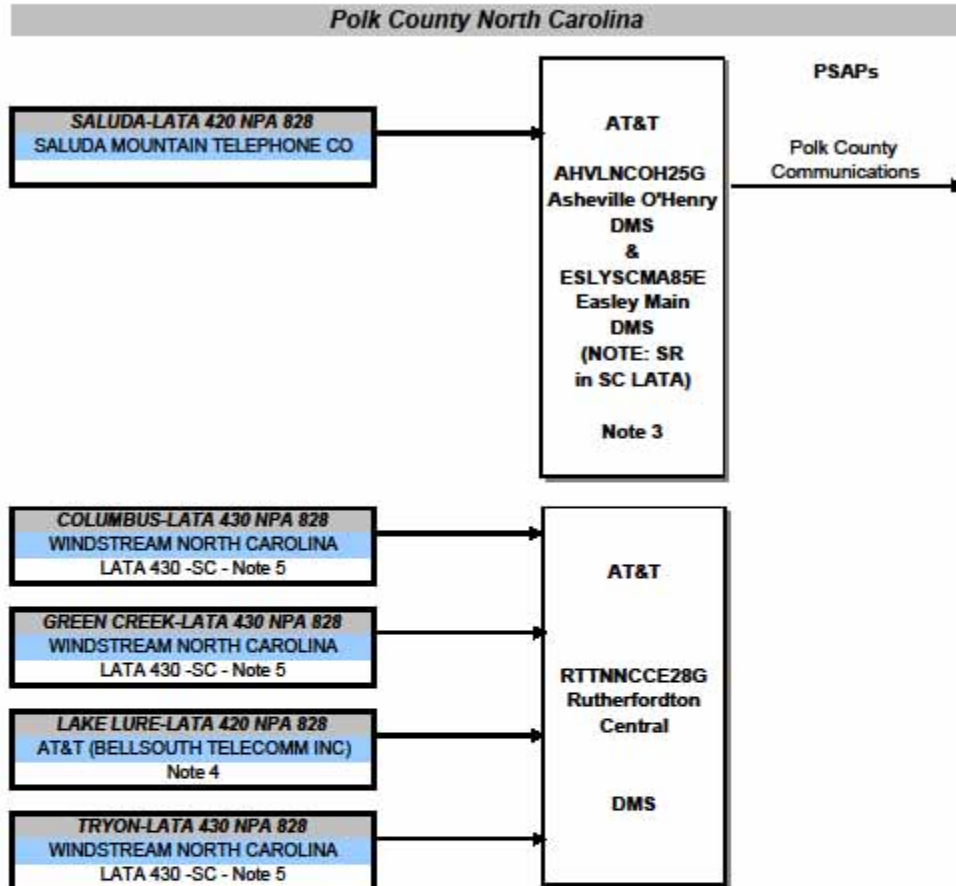 Polk County North Carolina
SALUDA-LATA 420 NPA 828
SALUDA MOUNTAIN TELEPHONE CO
AT&T
AHVLNCOH25G
Asheville O'Henry
DMS
&
ESLYSCMA85E
Easley Main
DMS
(NOTE: SR
in SC LATA)
Note 3
PSAPs
Polk County
Communications
COLUMBUS-LATA 430 NPA 828
WINDSTREAM NORTH CAROLINA
LATA 430 -SC - Note 5
GREEN CREEK-LATA 430 NPA 828
WINDSTREAM NORTH CAROLINA
LATA 430 -SC - Note 5
LAKE LURE-LATA 420 NPA 828
AT&T (BELLSOUTH TELECOMM INC)
Note 4
TRYON-LATA 430 NPA 828
WINDSTREAM NORTH CAROLINA
LATA 430 -SC - Note 5
AT&T
RTTNNCCE28G
Rutherfordton
Central
DMS